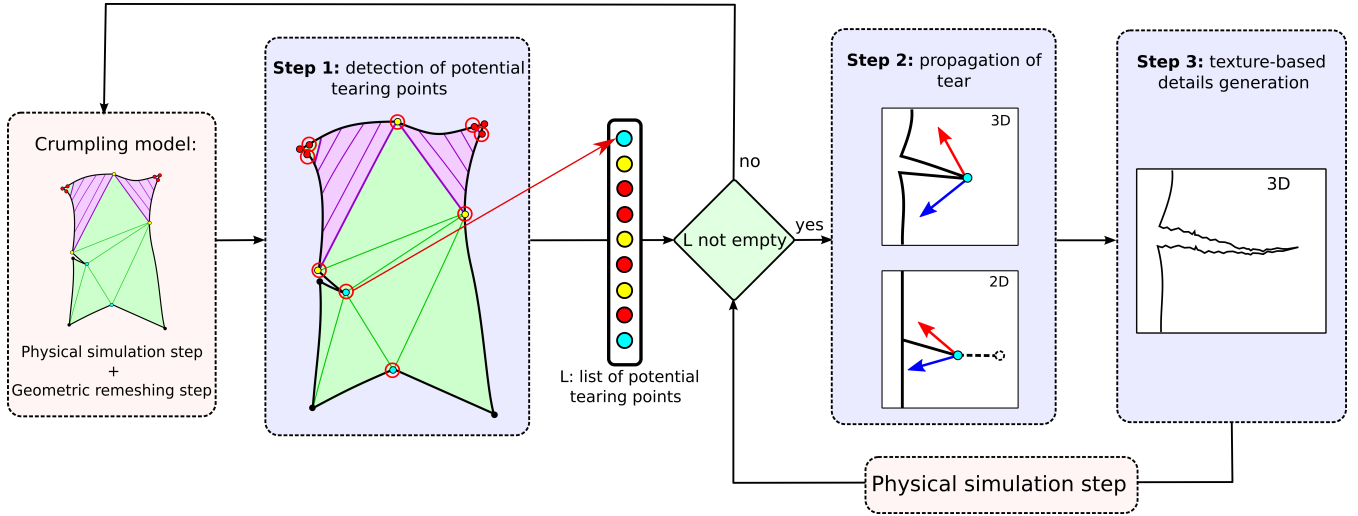 Crumpling model:
Physical simulation step
+
Geometric remeshing step
Step 1: detection of potential
tearing points
L: list of potential
tearing points
no
L not empty
yes
Step 2: propagation of
tear
3D
2D
Step 3: texture-based
details generation
3D
Physical simulation step